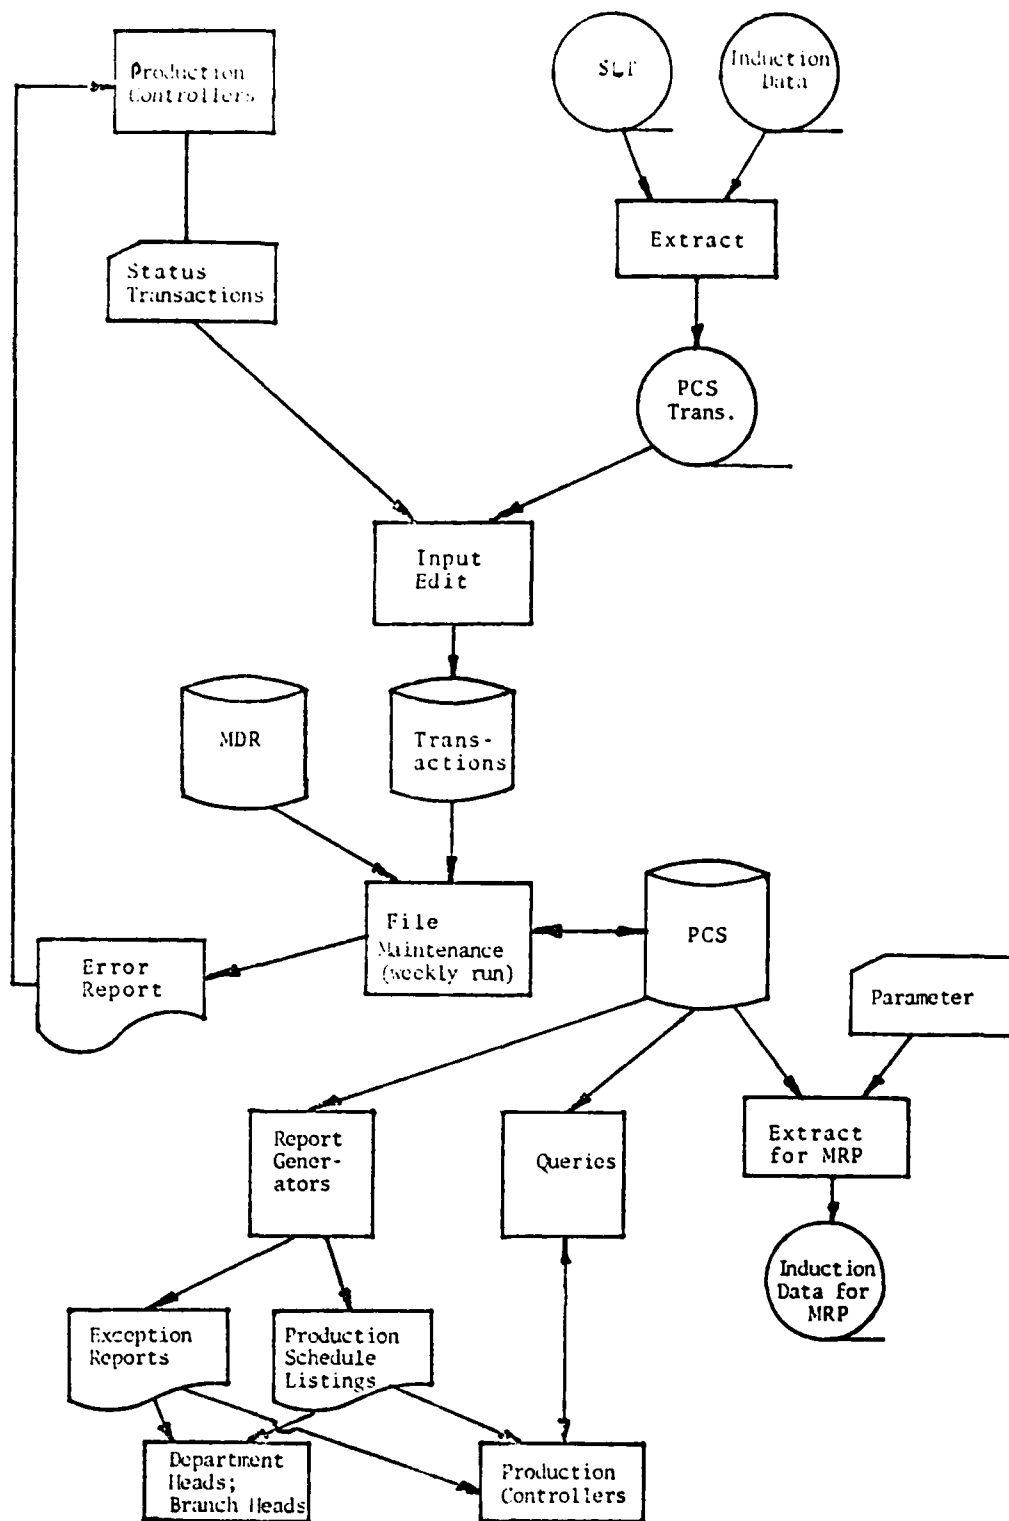 Production
Controllers
Induction
Data
Extract
Status
Transactions
PCS
Trans.
Input
Edit
MDR
Trans-
actions
File
Maintenance
(weekly run)
PCS
Error
Report
Parameter
Report
Gener-
ators
Queries
Extract
for MRP
Induction
Data for
MRP
Exception
Reports
Production
Schedule
Listings
Department
Heads;
Branch Heads
Production
Controllers